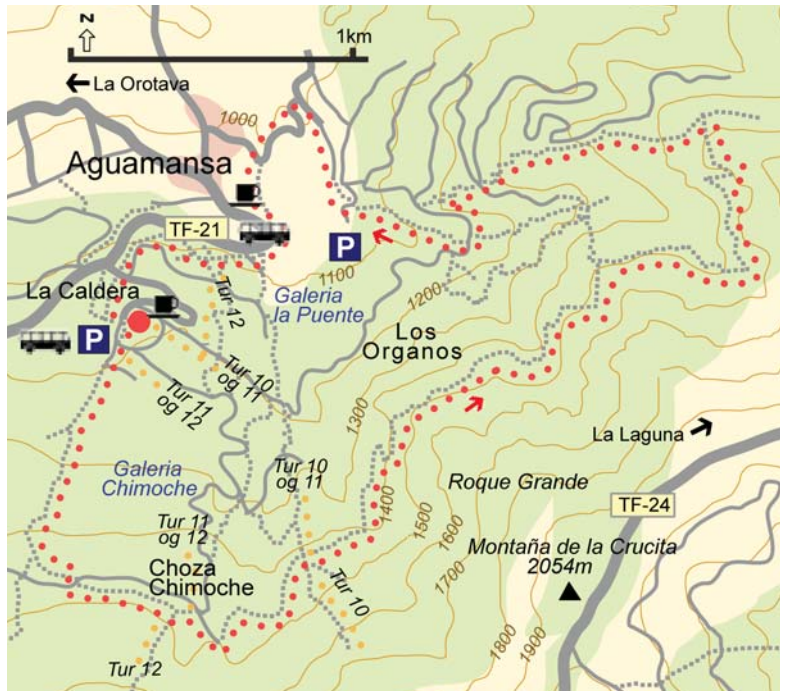 N
1km
La Orotava
1000
Aguamansa
TF-21
P
1100
La Caldera
Galeria
la Puente
Tur 12
1200
P
Los
Organos
Tur 10
og 11
Tur 11
og 12
1300
La Laguna
Galeria
Chimoche
Tur 10
og 11
1400
Roque Grande
1500
TF-24
Tur 11
og 12
1600
Montaña de la Crucita
2054m
Choza
Chimoche
1700
Tur 10
1800
1900
Tur 12